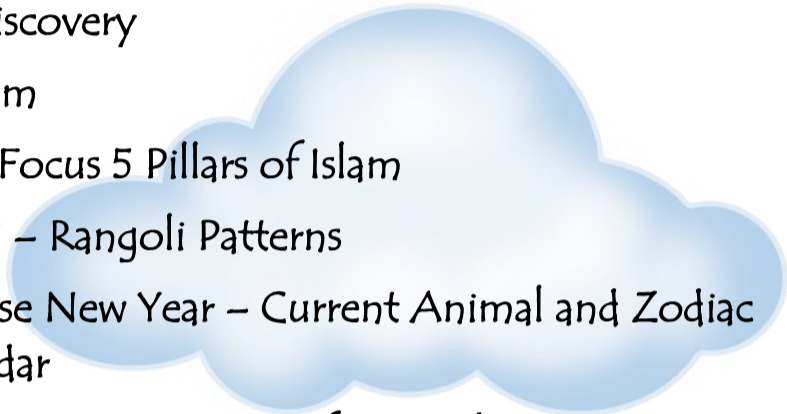 iscovery
m
Focus 5 Pillars of Islam
– Rangoli Patterns
se New Year – Current Animal and Zodiac
dar